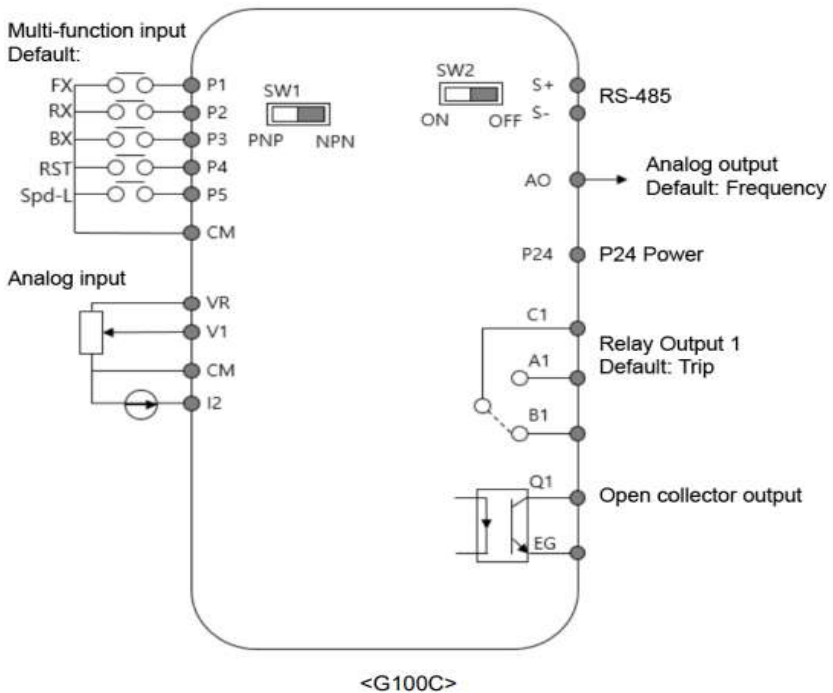 Multi-function input
Default:
FX
P1
RX
P2
BX
P3
RST
P4
Spd-L
P5
CM
SW1
PNP
NPN
SW2
ON
OFF
S+
S-
RS-485
AO
Analog output
Default: Frequency
P24
P24 Power
Analog input
VR
V1
CM
I2
C1
A1
B1
Relay Output 1
Default: Trip
Q1
EG
Open collector output
<G100C>